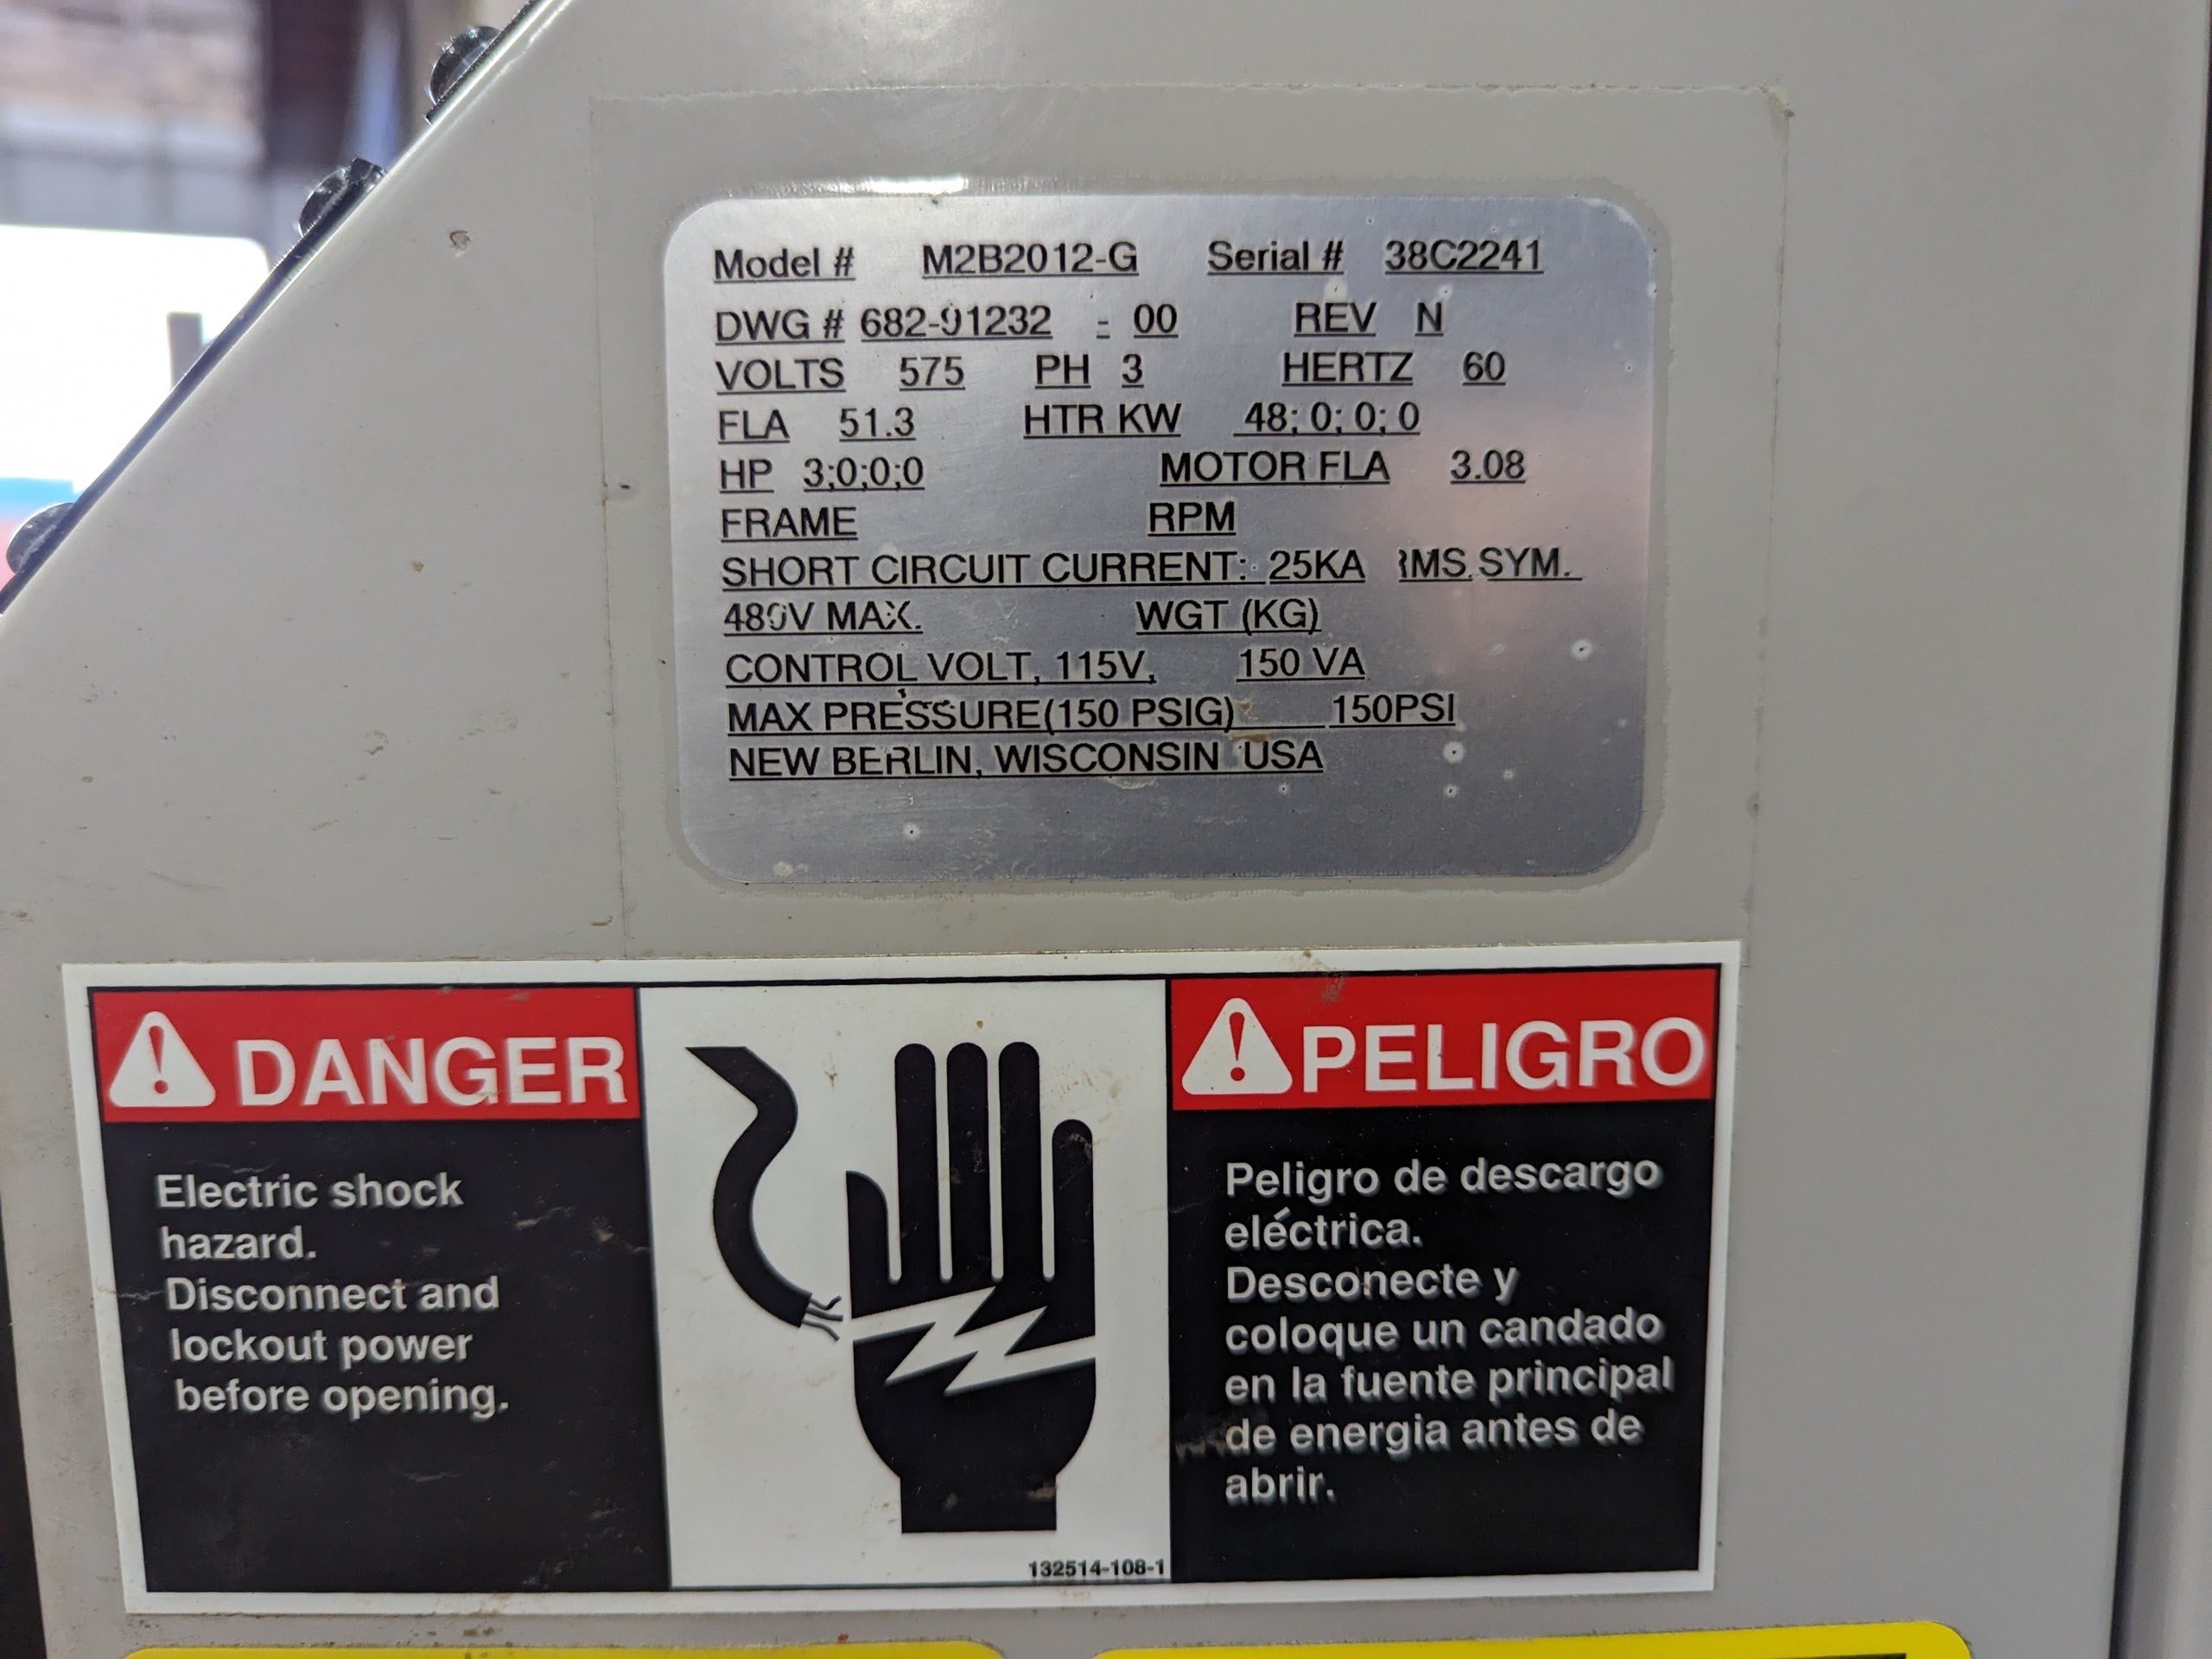 Model # M2B2012-G Serial # 38C2241
DWG # 682-91232 - 00 REV N
VOLTS 575 PH 3 HERTZ 60
FLA 51.3 HTR KW 48; 0; 0; 0
HP 3;0;0;0 MOTOR FLA 3.08
FRAME RPM
SHORT CIRCUIT CURRENT: 25KA RMS SYM.
480V MAX. WGT (KG)
CONTROL VOLT, 115V, 150 VA
MAX PRESSURE(150 PSIG) 150PSI
NEW BERLIN, WISCONSIN USA
DANGER
Electric shock
hazard.
Disconnect and
lockout power
before opening.
132514-108-1
PELIGRO
Peligro de descargo
eléctrica.
Desconecte y
coloque un candado
en la fuente principal
de energia antes de
abrir.